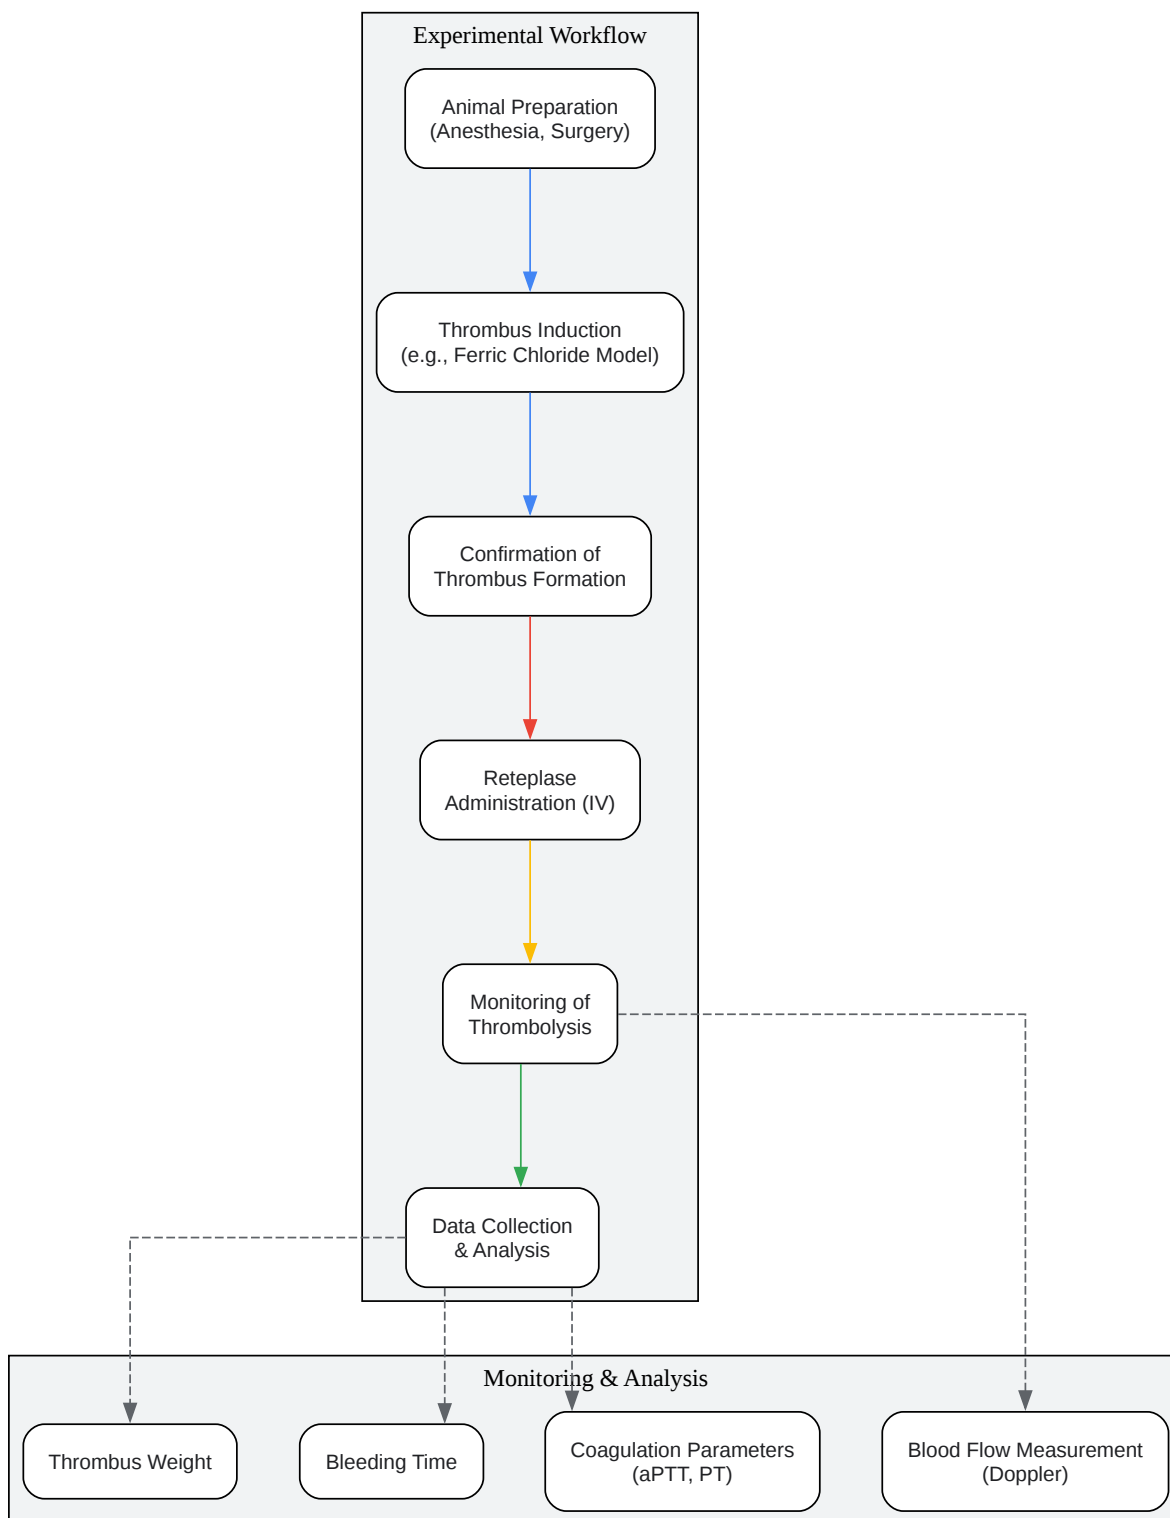 Experimental Workflow
Animal Preparation
(Anesthesia, Surgery)
Thrombus Induction
(e.g., Ferric Chloride Model)
Confirmation of
Thrombus Formation
Reteplase
Administration (IV)
Monitoring of
Thrombolysis
Data Collection
& Analysis
Monitoring & Analysis
Thrombus Weight
Bleeding Time
Coagulation Parameters
(aPTT, PT)
Blood Flow Measurement
(Doppler)